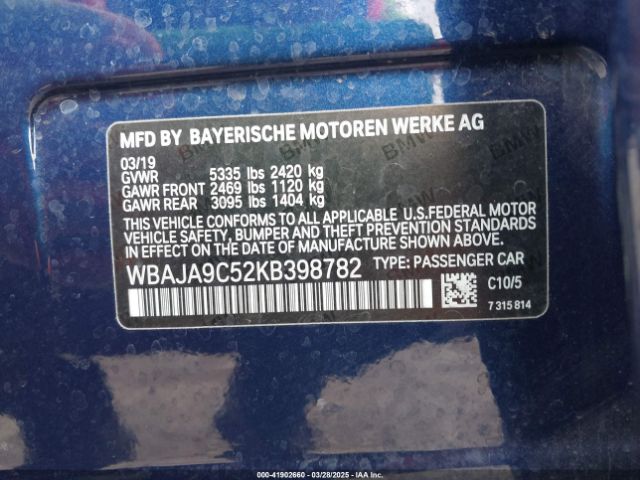 MFD BY BAYERISCHE MOTOREN WERKE AG
03/19
GVWR 5335 lbs 2420 kg
GAWR FRONT 2469 lbs 1120 kg
GAWR REAR 3095 lbs 1404 kg
THIS VEHICLE CONFORMS TO ALL APPLICABLE U.S.FEDERAL MOTOR
VEHICLE SAFETY, BUMPER AND THEFT PREVENTION STANDARDS
IN EFFECT ON THE DATE OF MANUFACTURE SHOWN ABOVE.
WBAJA9C52KB398782 TYPE: PASSENGER CAR
C10/5
7 315 814
000-41902660 - 03/28/2025 - IAA Inc.